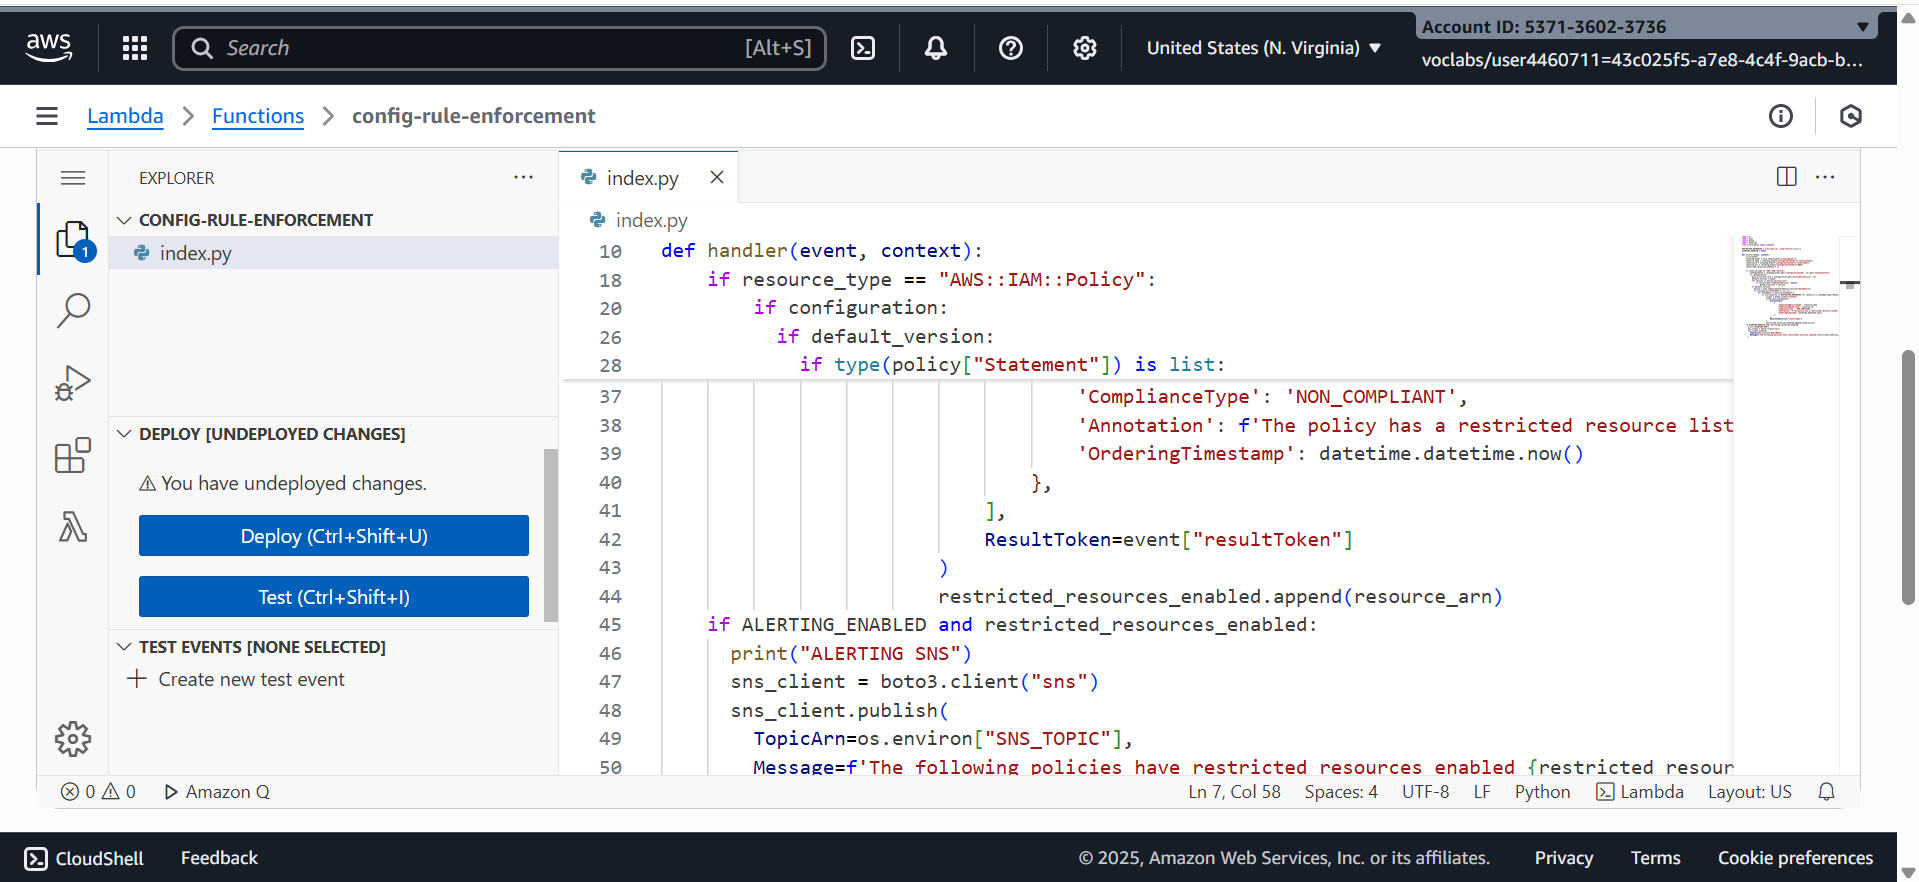 aws
Search [Alt+S]
United States (N. Virginia)
Account ID: 5371-3602-3736
voclabs/user4460711=43c025f5-a7e8-4c4f-9acb-b...
Lambda Functions config-rule-enforcement
EXPLORER
CONFIG-RULE-ENFORCEMENT
index.py
1
DEPLOY [UNDEPLOYED CHANGES]
You have undeployed changes.
Deploy (Ctrl+Shift+U)
Test (Ctrl+Shift+I)
TEST EVENTS [NONE SELECTED]
Create new test event
index.py
index.py
10 def handler(event, context):
18 if resource_type == "AWS::IAM::Policy":
20 if configuration:
26 if default_version:
28 if type(policy["Statement"]) is list:
37 'ComplianceType': 'NON_COMPLIANT',
38 'Annotation': f'The policy has a restricted resource list
39 'OrderingTimestamp': datetime.datetime.now()
40 },
41 ],
42 ResultToken=event["resultToken"]
43 )
44 restricted_resources_enabled.append(resource_arn)
45 if ALERTING_ENABLED and restricted_resources_enabled:
46 print("ALERTING SNS")
47 sns_client = boto3.client("sns")
48 sns_client.publish(
49 TopicArn=os.environ["SNS_TOPIC"],
50 Message=f'The following policies have restricted resources enabled {restricted_resour
0 0 Amazon Q Ln 7, Col 58 Spaces: 4 UTF-8 LF Python Lambda Layout: US
CloudShell Feedback © 2025, Amazon Web Services, Inc. or its affiliates. Privacy Terms Cookie preferences